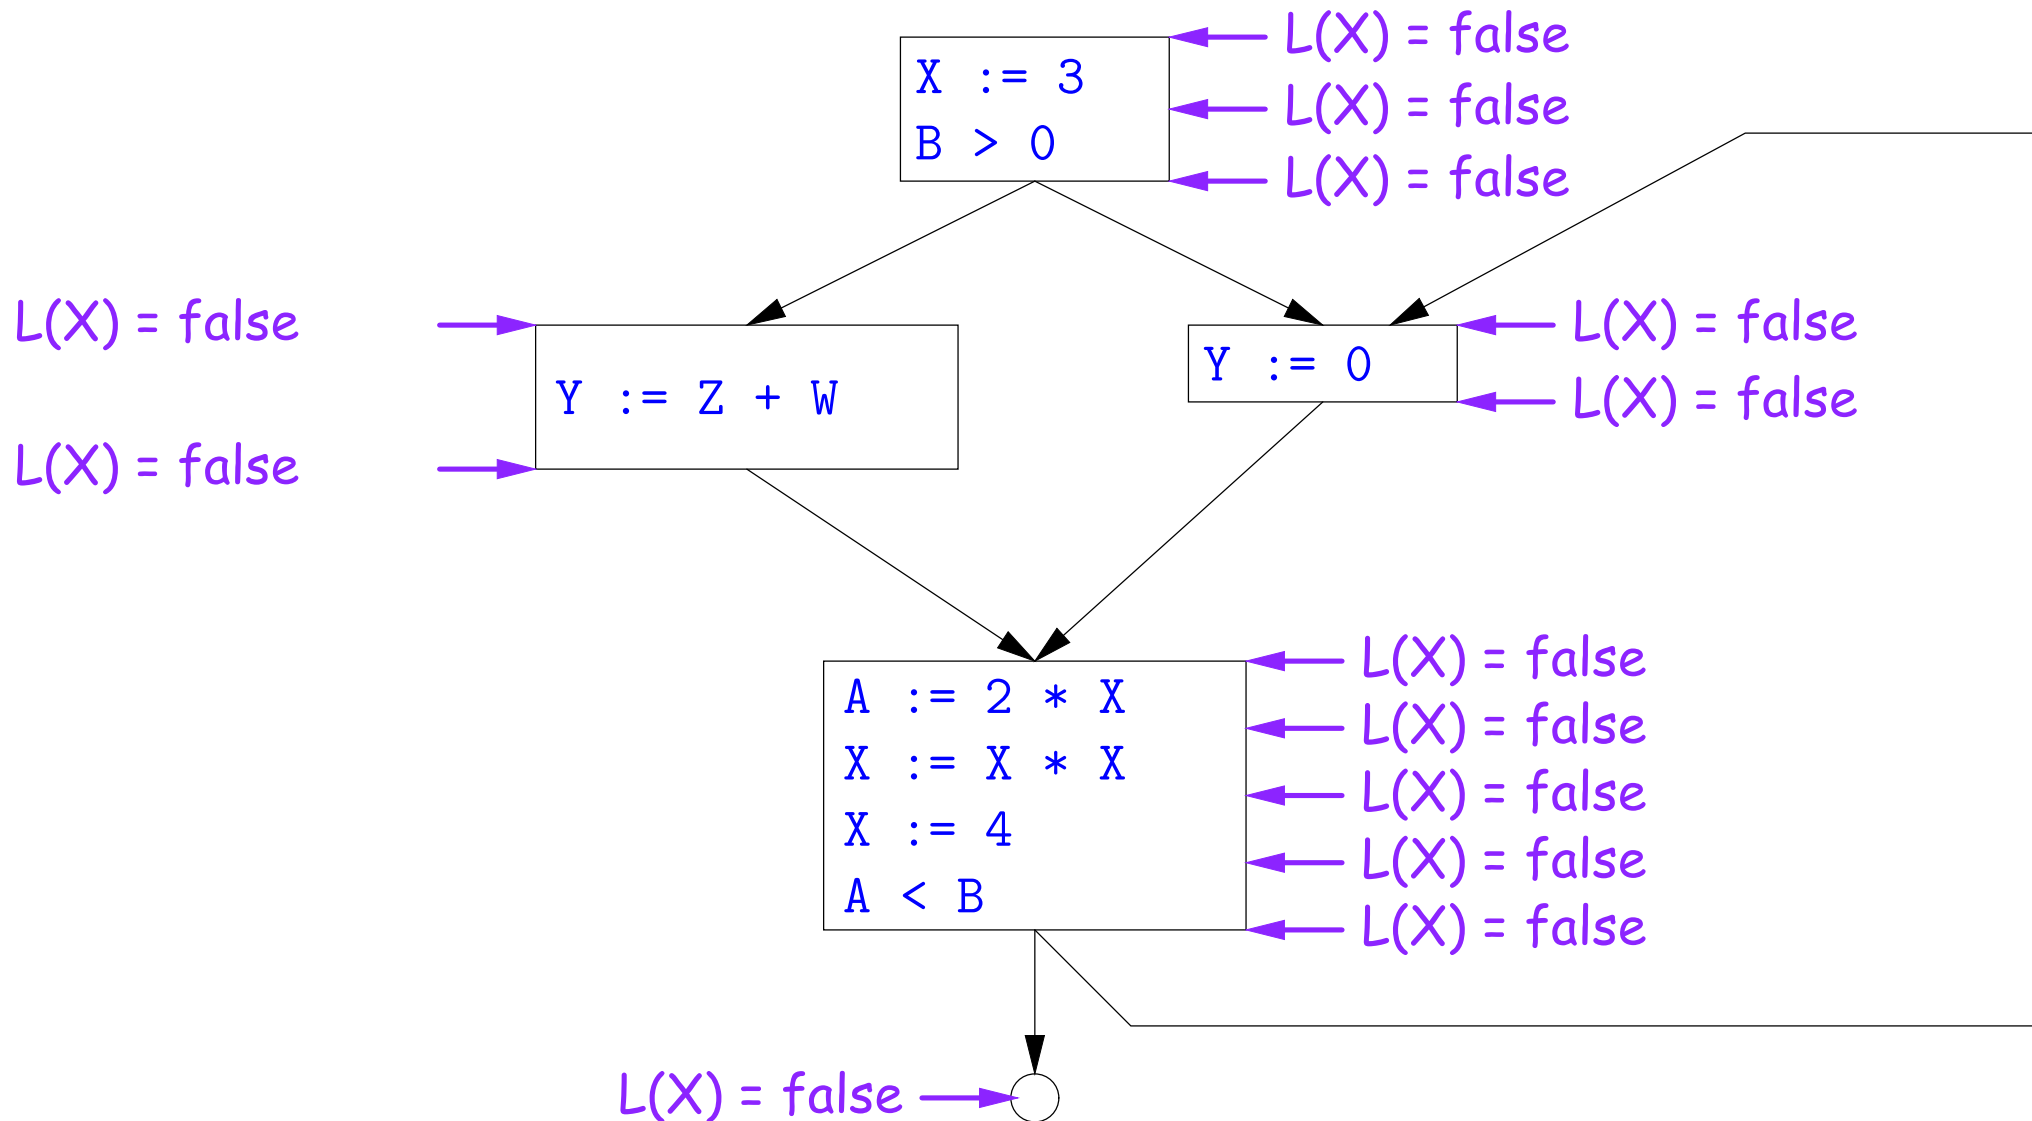 L(X) = false
X := 3
L(X) = false
B > 0
L(X) = false
L(X) = false
L(X) = false
Y := 0
Y := Z + W
L(X) = false
L(X) = false
L(X) = false
A := 2 * X
L(X) = false
X := X * X
L(X) = false
X := 4
L(X) = false
A < B
L(X) = false
L(X) = false